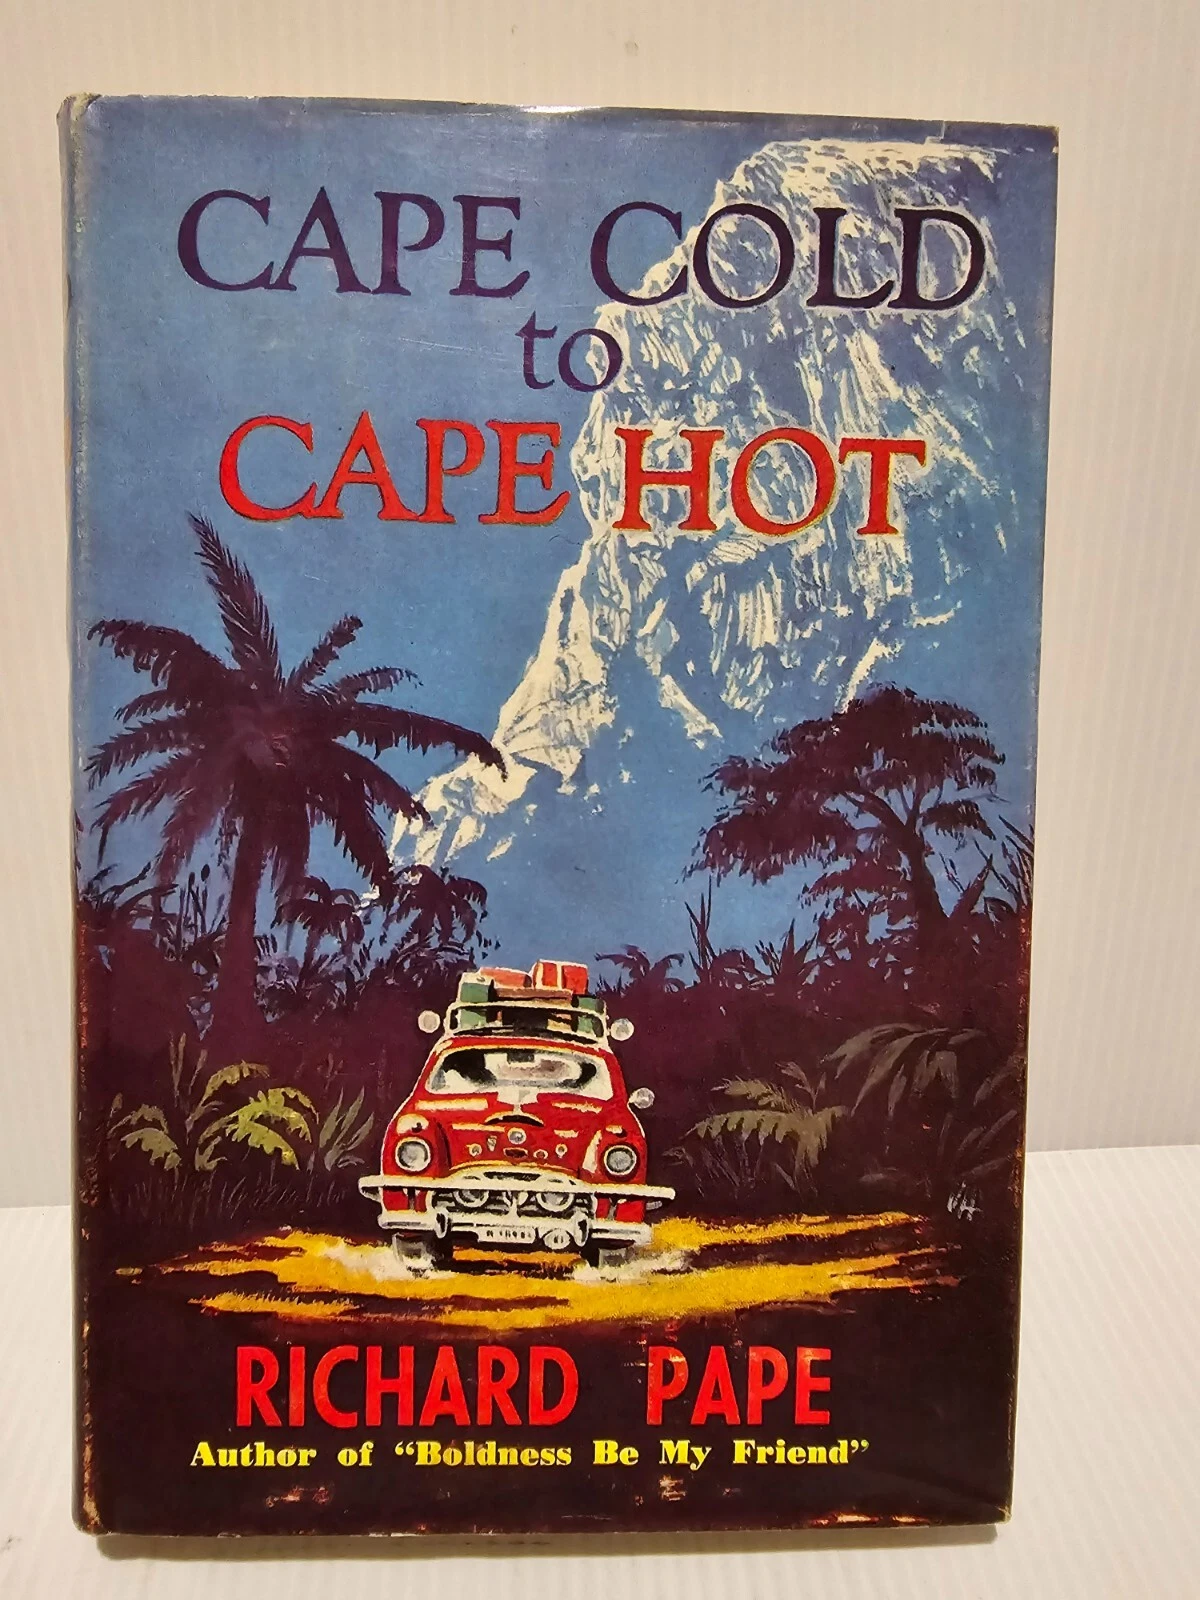 CAPE COLD
to
CAPE HOT
RICHARD PAPE
Author of “Boldness Be My Friend”